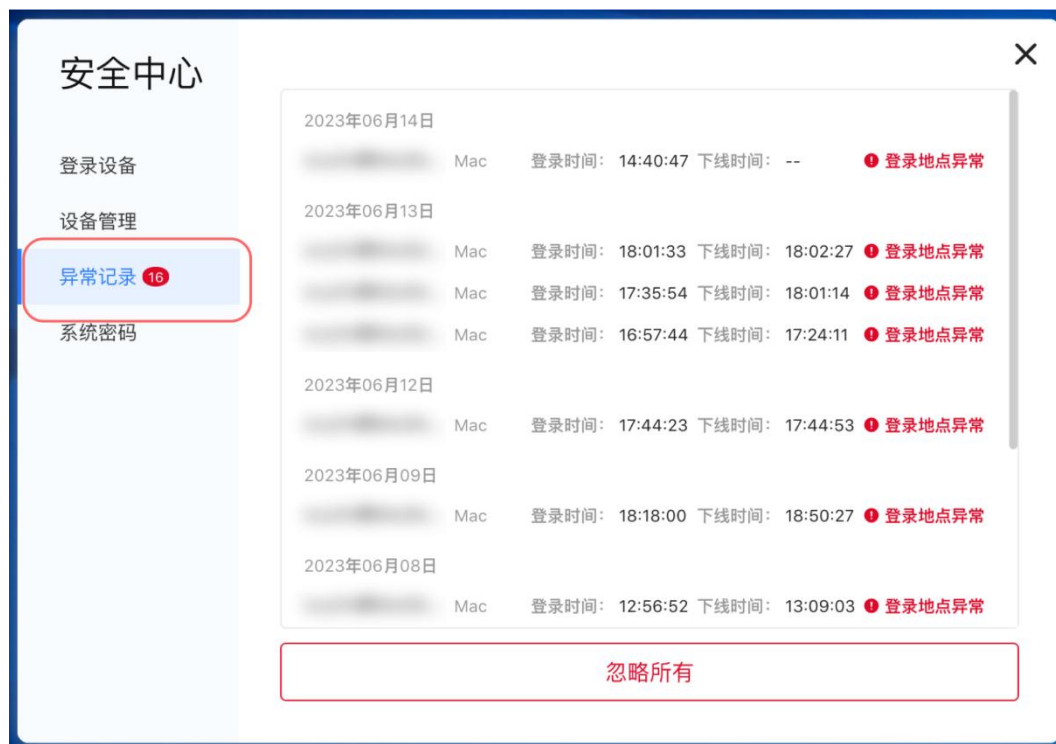 安全中心
登录设备
设备管理
异常记录 16
系统密码
2023年06月14日
Mac 登录时间： 14:40:47 下线时间： -- 登录地点异常
2023年06月13日
Mac 登录时间： 18:01:33 下线时间： 18:02:27 登录地点异常
Mac 登录时间： 17:35:54 下线时间： 18:01:14 登录地点异常
Mac 登录时间： 16:57:44 下线时间： 17:24:11 登录地点异常
2023年06月12日
Mac 登录时间： 17:44:23 下线时间： 17:44:53 登录地点异常
2023年06月09日
Mac 登录时间： 18:18:00 下线时间： 18:50:27 登录地点异常
2023年06月08日
Mac 登录时间： 12:56:52 下线时间： 13:09:03 登录地点异常
忽略所有